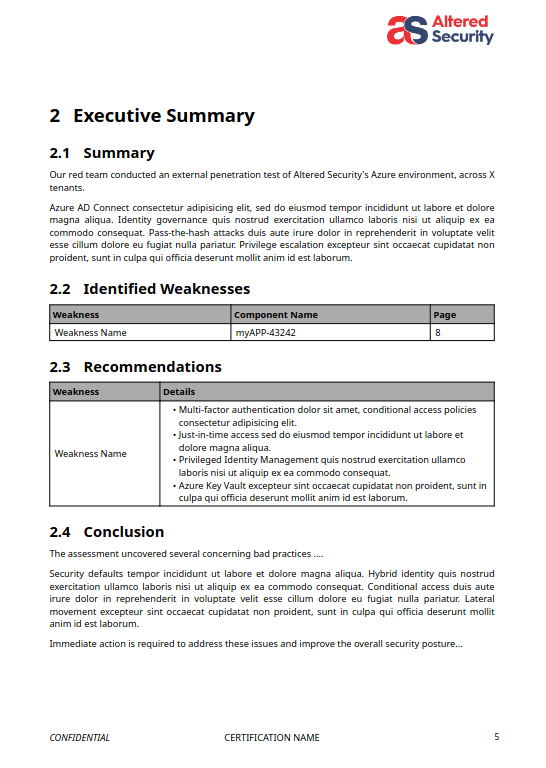 Altered
Security
2 Executive Summary
2.1 Summary
Our red team conducted an external penetration test of Altered Security's Azure environment, across X
tenants.
Azure AD Connect consectetur adipisicing elit, sed do eiusmod tempor incididunt ut labore et dolore
magna aliqua. Identity governance quis nostrud exercitation ullamco laboris nisi ut aliquip ex ea
commodo consequat. Pass-the-hash attacks duis aute irure dolor in reprehenderit in voluptate velit
esse cillum dolore eu fugiat nulla pariatur. Privilege escalation excepteur sint occaecat cupidatat non
proident, sunt in culpa qui officia deserunt mollit anim id est laborum.
2.2 Identified Weaknesses
Weakness Component Name Page
Weakness Name myAPP-43242 8
2.3 Recommendations
Weakness Details
• Multi-factor authentication dolor sit amet, conditional access policies
consectetur adipisicing elit.
• Just-in-time access sed do eiusmod tempor incididunt ut labore et
dolore magna aliqua.
Weakness Name
• Privileged Identity Management quis nostrud exercitation ullamco
laboris nisi ut aliquip ex ea commodo consequat.
• Azure Key Vault excepteur sint occaecat cupidatat non proident, sunt in
culpa qui officia deserunt mollit anim id est laborum.
2.4 Conclusion
The assessment uncovered several concerning bad practices ....
Security defaults tempor incididunt ut labore et dolore magna aliqua. Hybrid identity quis nostrud
exercitation ullamco laboris nisi ut aliquip ex ea commodo consequat. Conditional access duis aute
irure dolor in reprehenderit in voluptate velit esse cillum dolore eu fugiat nulla pariatur. Lateral
movement excepteur sint occaecat cupidatat non proident, sunt in culpa qui officia deserunt mollit
anim id est laborum.
Immediate action is required to address these issues and improve the overall security posture...
CONFIDENTIAL CERTIFICATION NAME 5